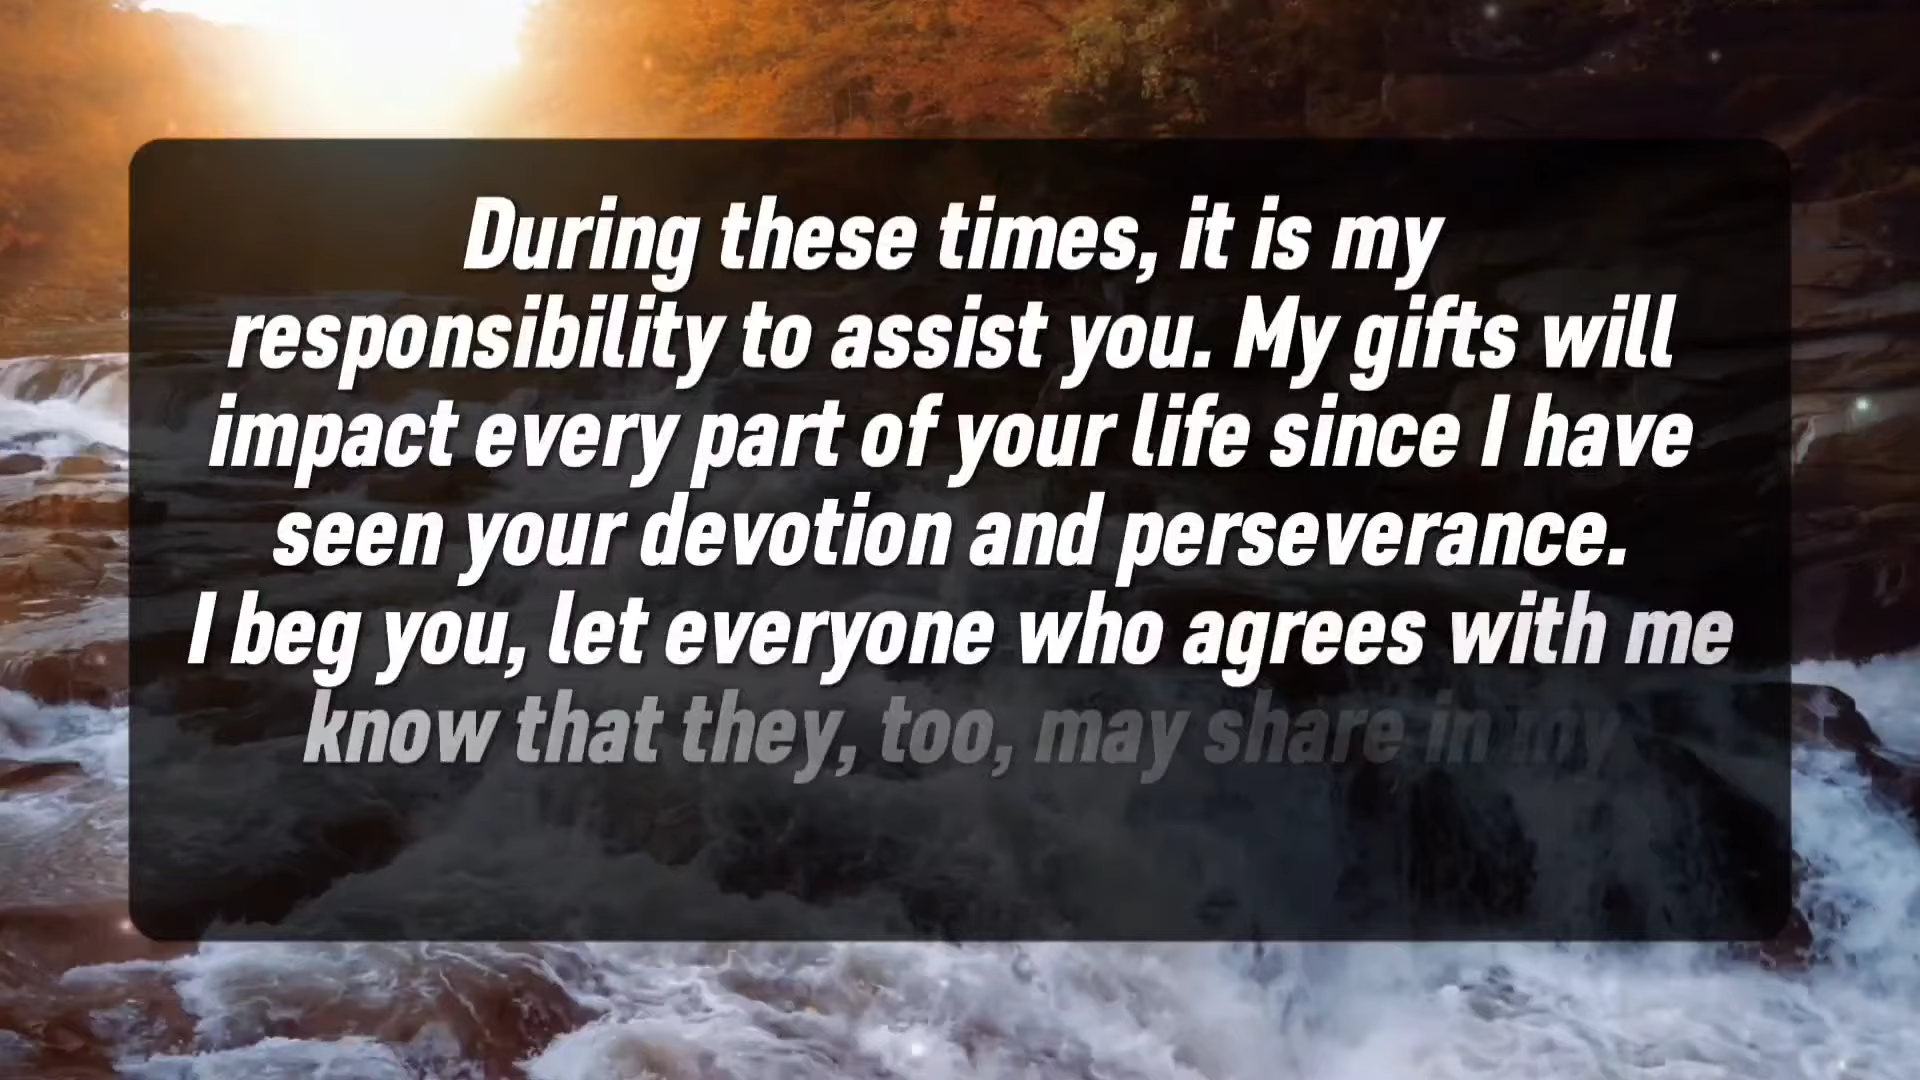 During these times, it is my
responsibility to assist you. My gifts will
impact every part of your life since I have
seen your devotion and perseverance.
I beg you, let everyone who agrees with me
know that they, too, may share in my